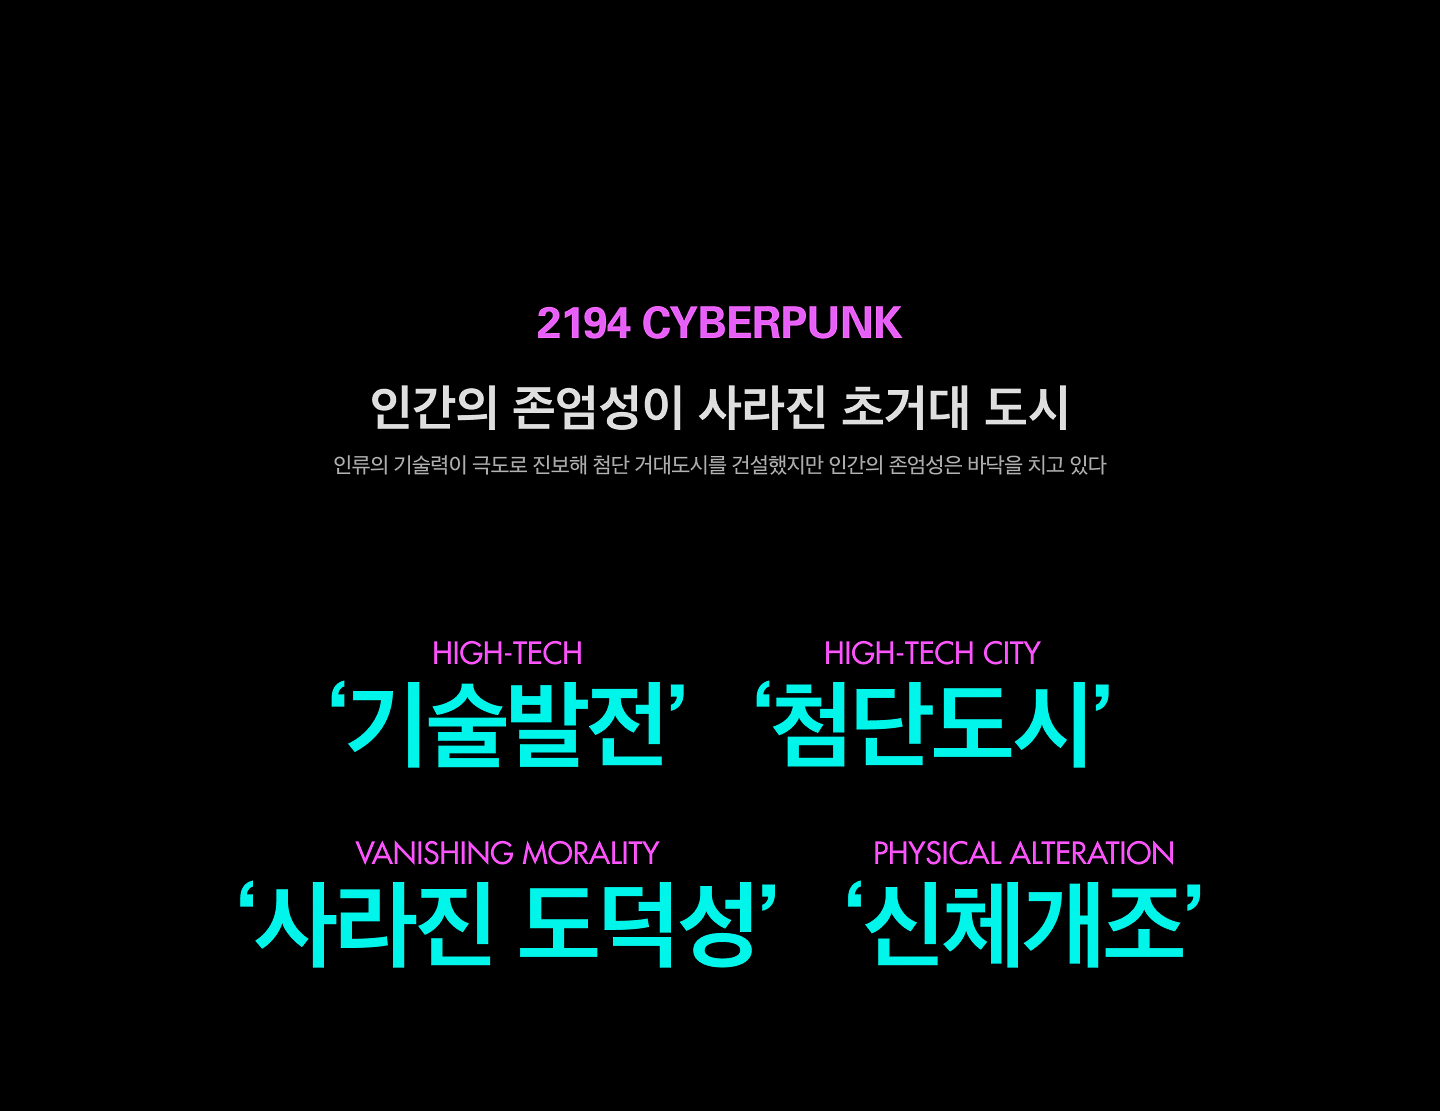 2194 CYBERPUNK
인간의 존엄성이 사라진 초거대 도시
인류의 기술력이 극도로 진보해 첨단 거대도시를 건설했지만 인간의 존엄성은 바닥을 치고 있다
HIGH-TECH
‘기술발전’
HIGH-TECH CITY
‘첨단도시’
VANISHING MORALITY
‘사라진 도덕성’
PHYSICAL ALTERATION
‘신체개조’